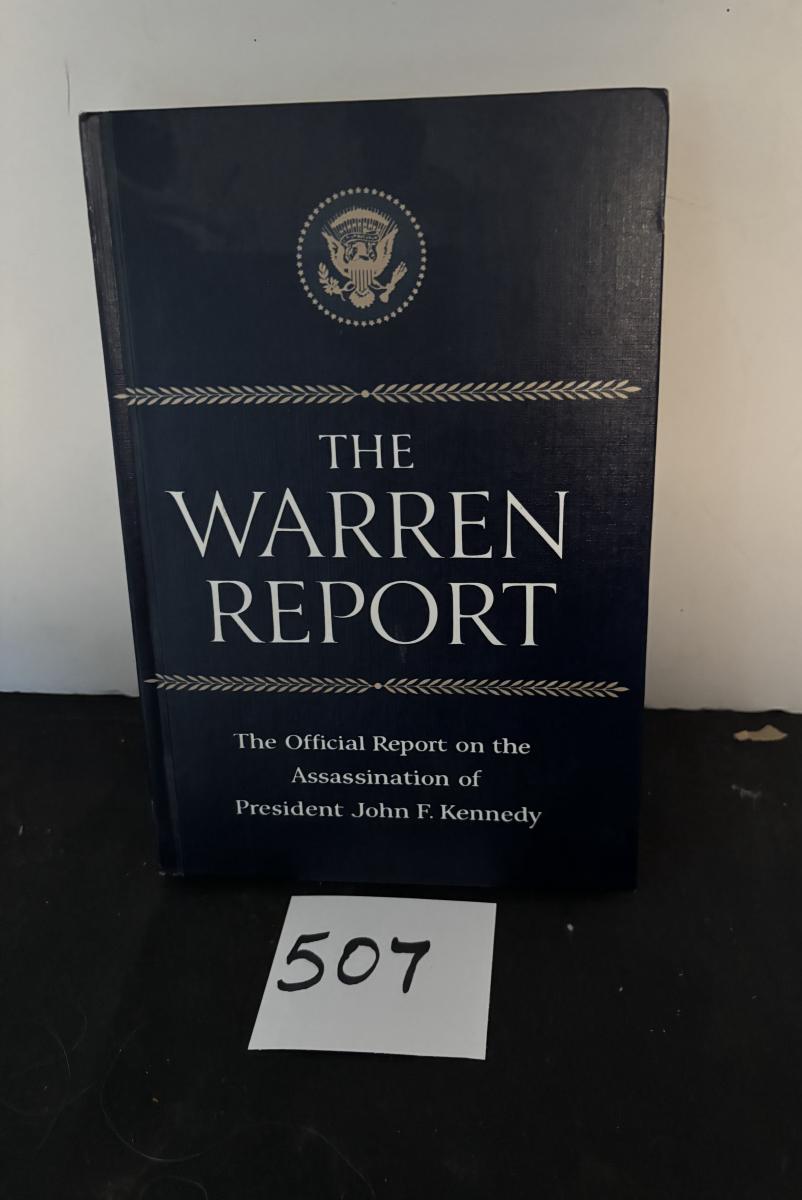 THE
WARREN
REPORT
The Official Report on the
Assassination of
President John F. Kennedy
507